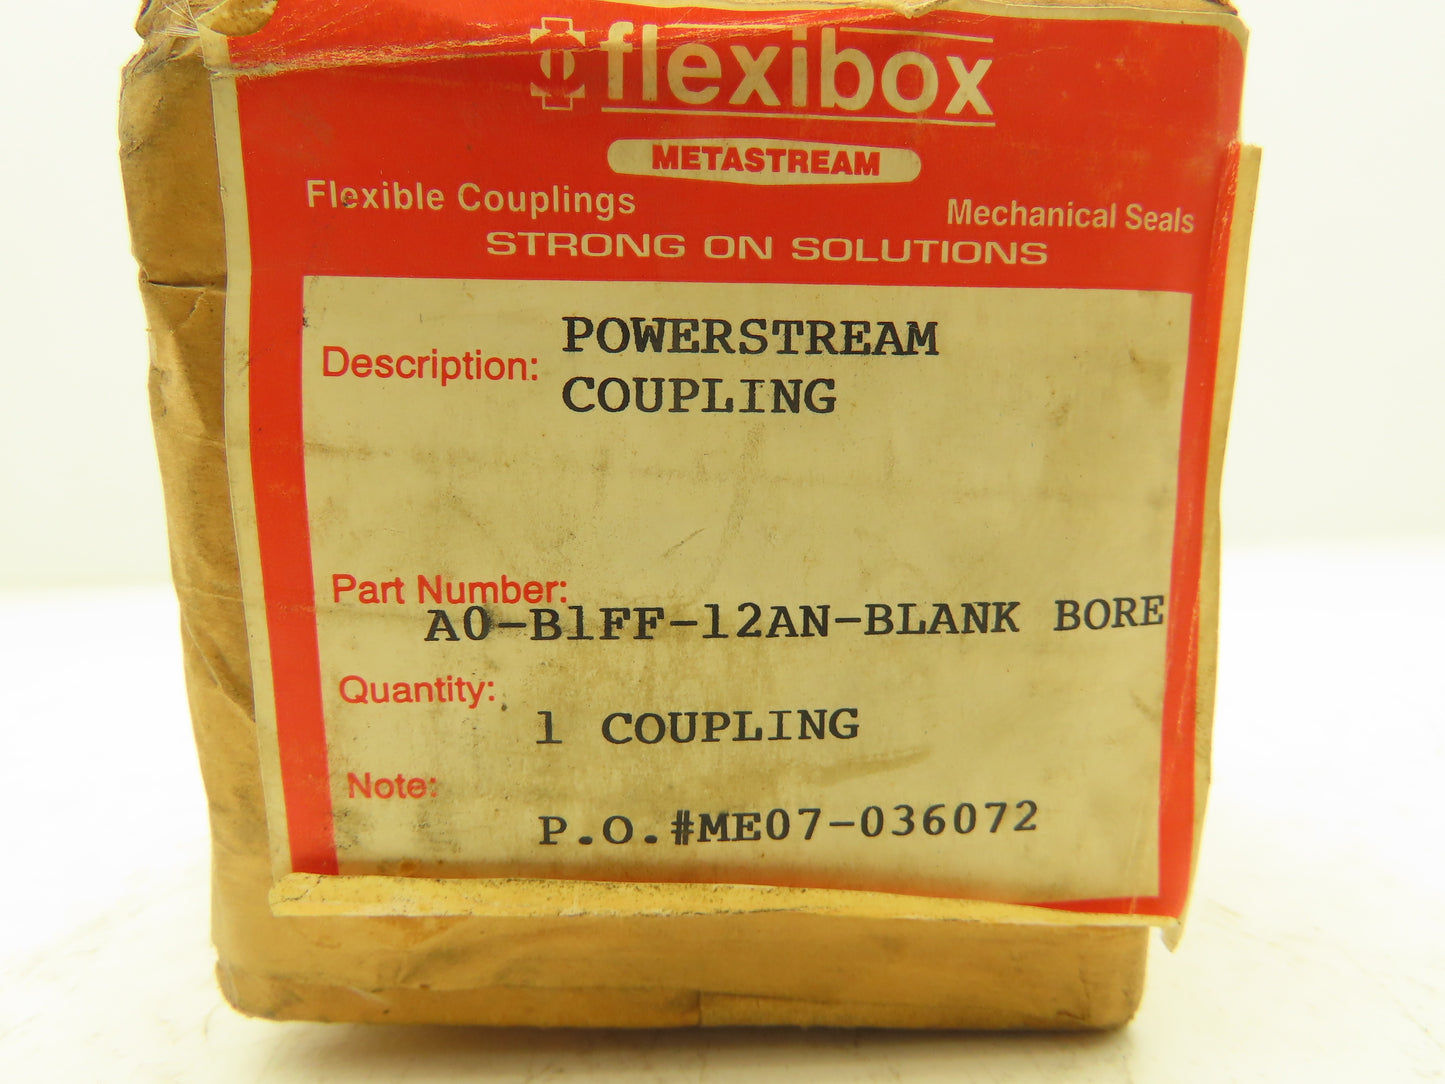 flexibox
METASTREAM
Flexible Couplings
Mechanical Seals
STRONG ON SOLUTIONS
Description: POWERSTREAM
COUPLING
Part Number:
A0-B1FF-12AN-BLANK BORE
Quantity:
1 COUPLING
Note:
P.O.#ME07-036072